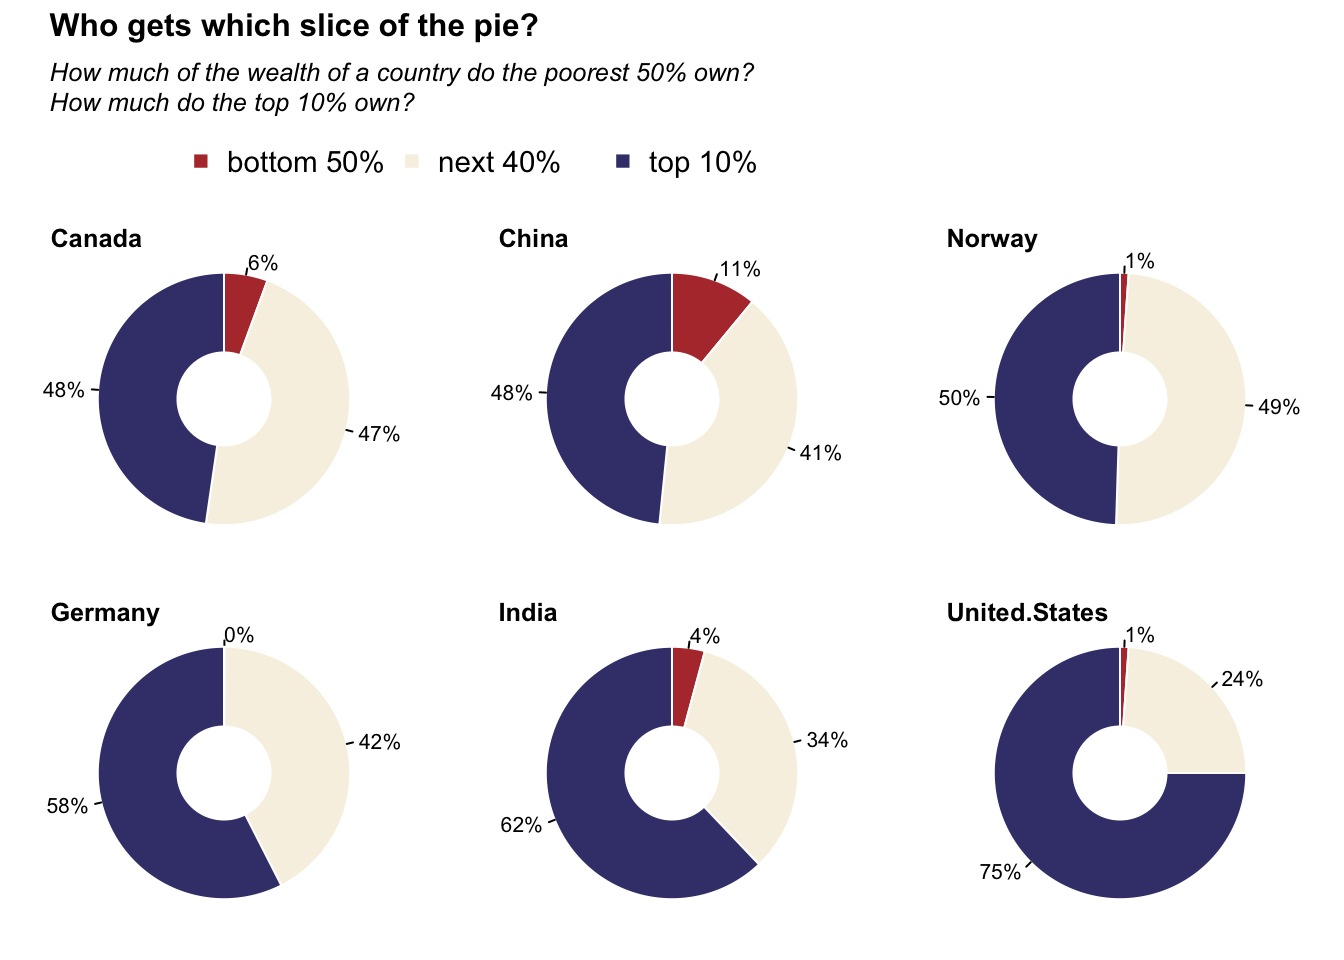 Who gets which slice of the pie?
How much of the wealth of a country do the poorest 50% own?
How much do the top 10% own?
bottom 50% next 40% top 10%
Canada
6%
48%
47%
China
11%
48%
41%
Norway
1%
50%
49%
Germany
0%
42%
58%
India
4%
34%
62%
United.States
1%
24%
75%